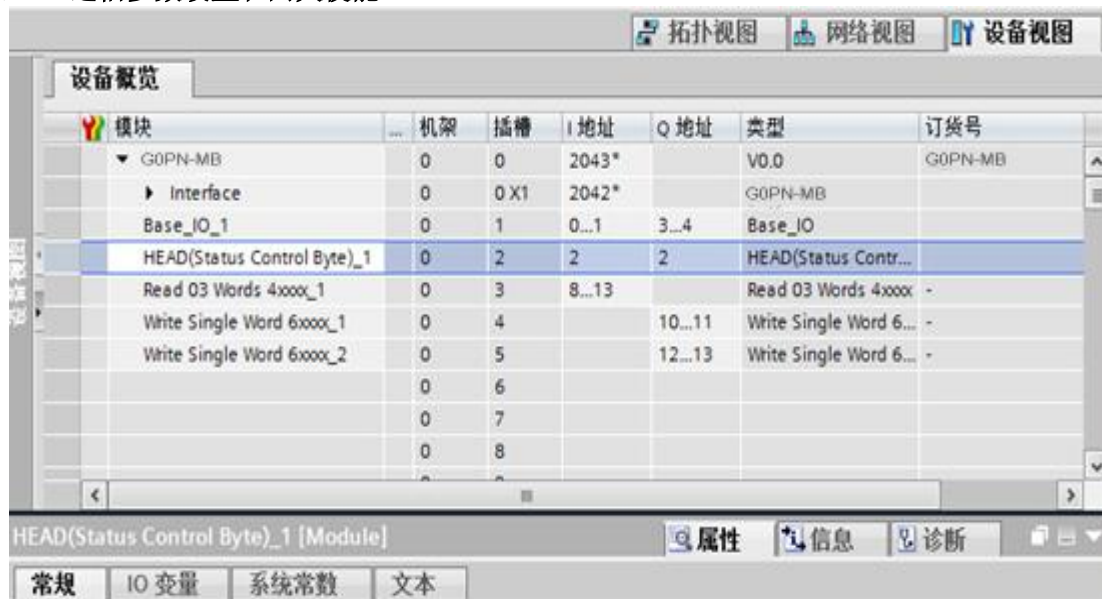 拓扑视图 网络视图 设备视图
设备概览
模块 ... 机架 插槽 I 地址 Q 地址 类型 订货号
G0PN-MB 0 0 2043* V0.0 G0PN-MB
Interface 0 0 X1 2042* G0PN-MB
Base_IO_1 0 1 0...1 3...4 Base_IO
HEAD(Status Control Byte)_1 0 2 2 2 HEAD(Status Contr...
Read 03 Words 4xxxx_1 0 3 8...13 Read 03 Words 4xxxx -
Write Single Word 6xxxx_1 0 4 10...11 Write Single Word 6... -
Write Single Word 6xxxx_2 0 5 12...13 Write Single Word 6... -
0 6
0 7
0 8
HEAD(Status Control Byte)_1 [Module] 属性 信息 诊断
常规 IO 变量 系统常数 文本